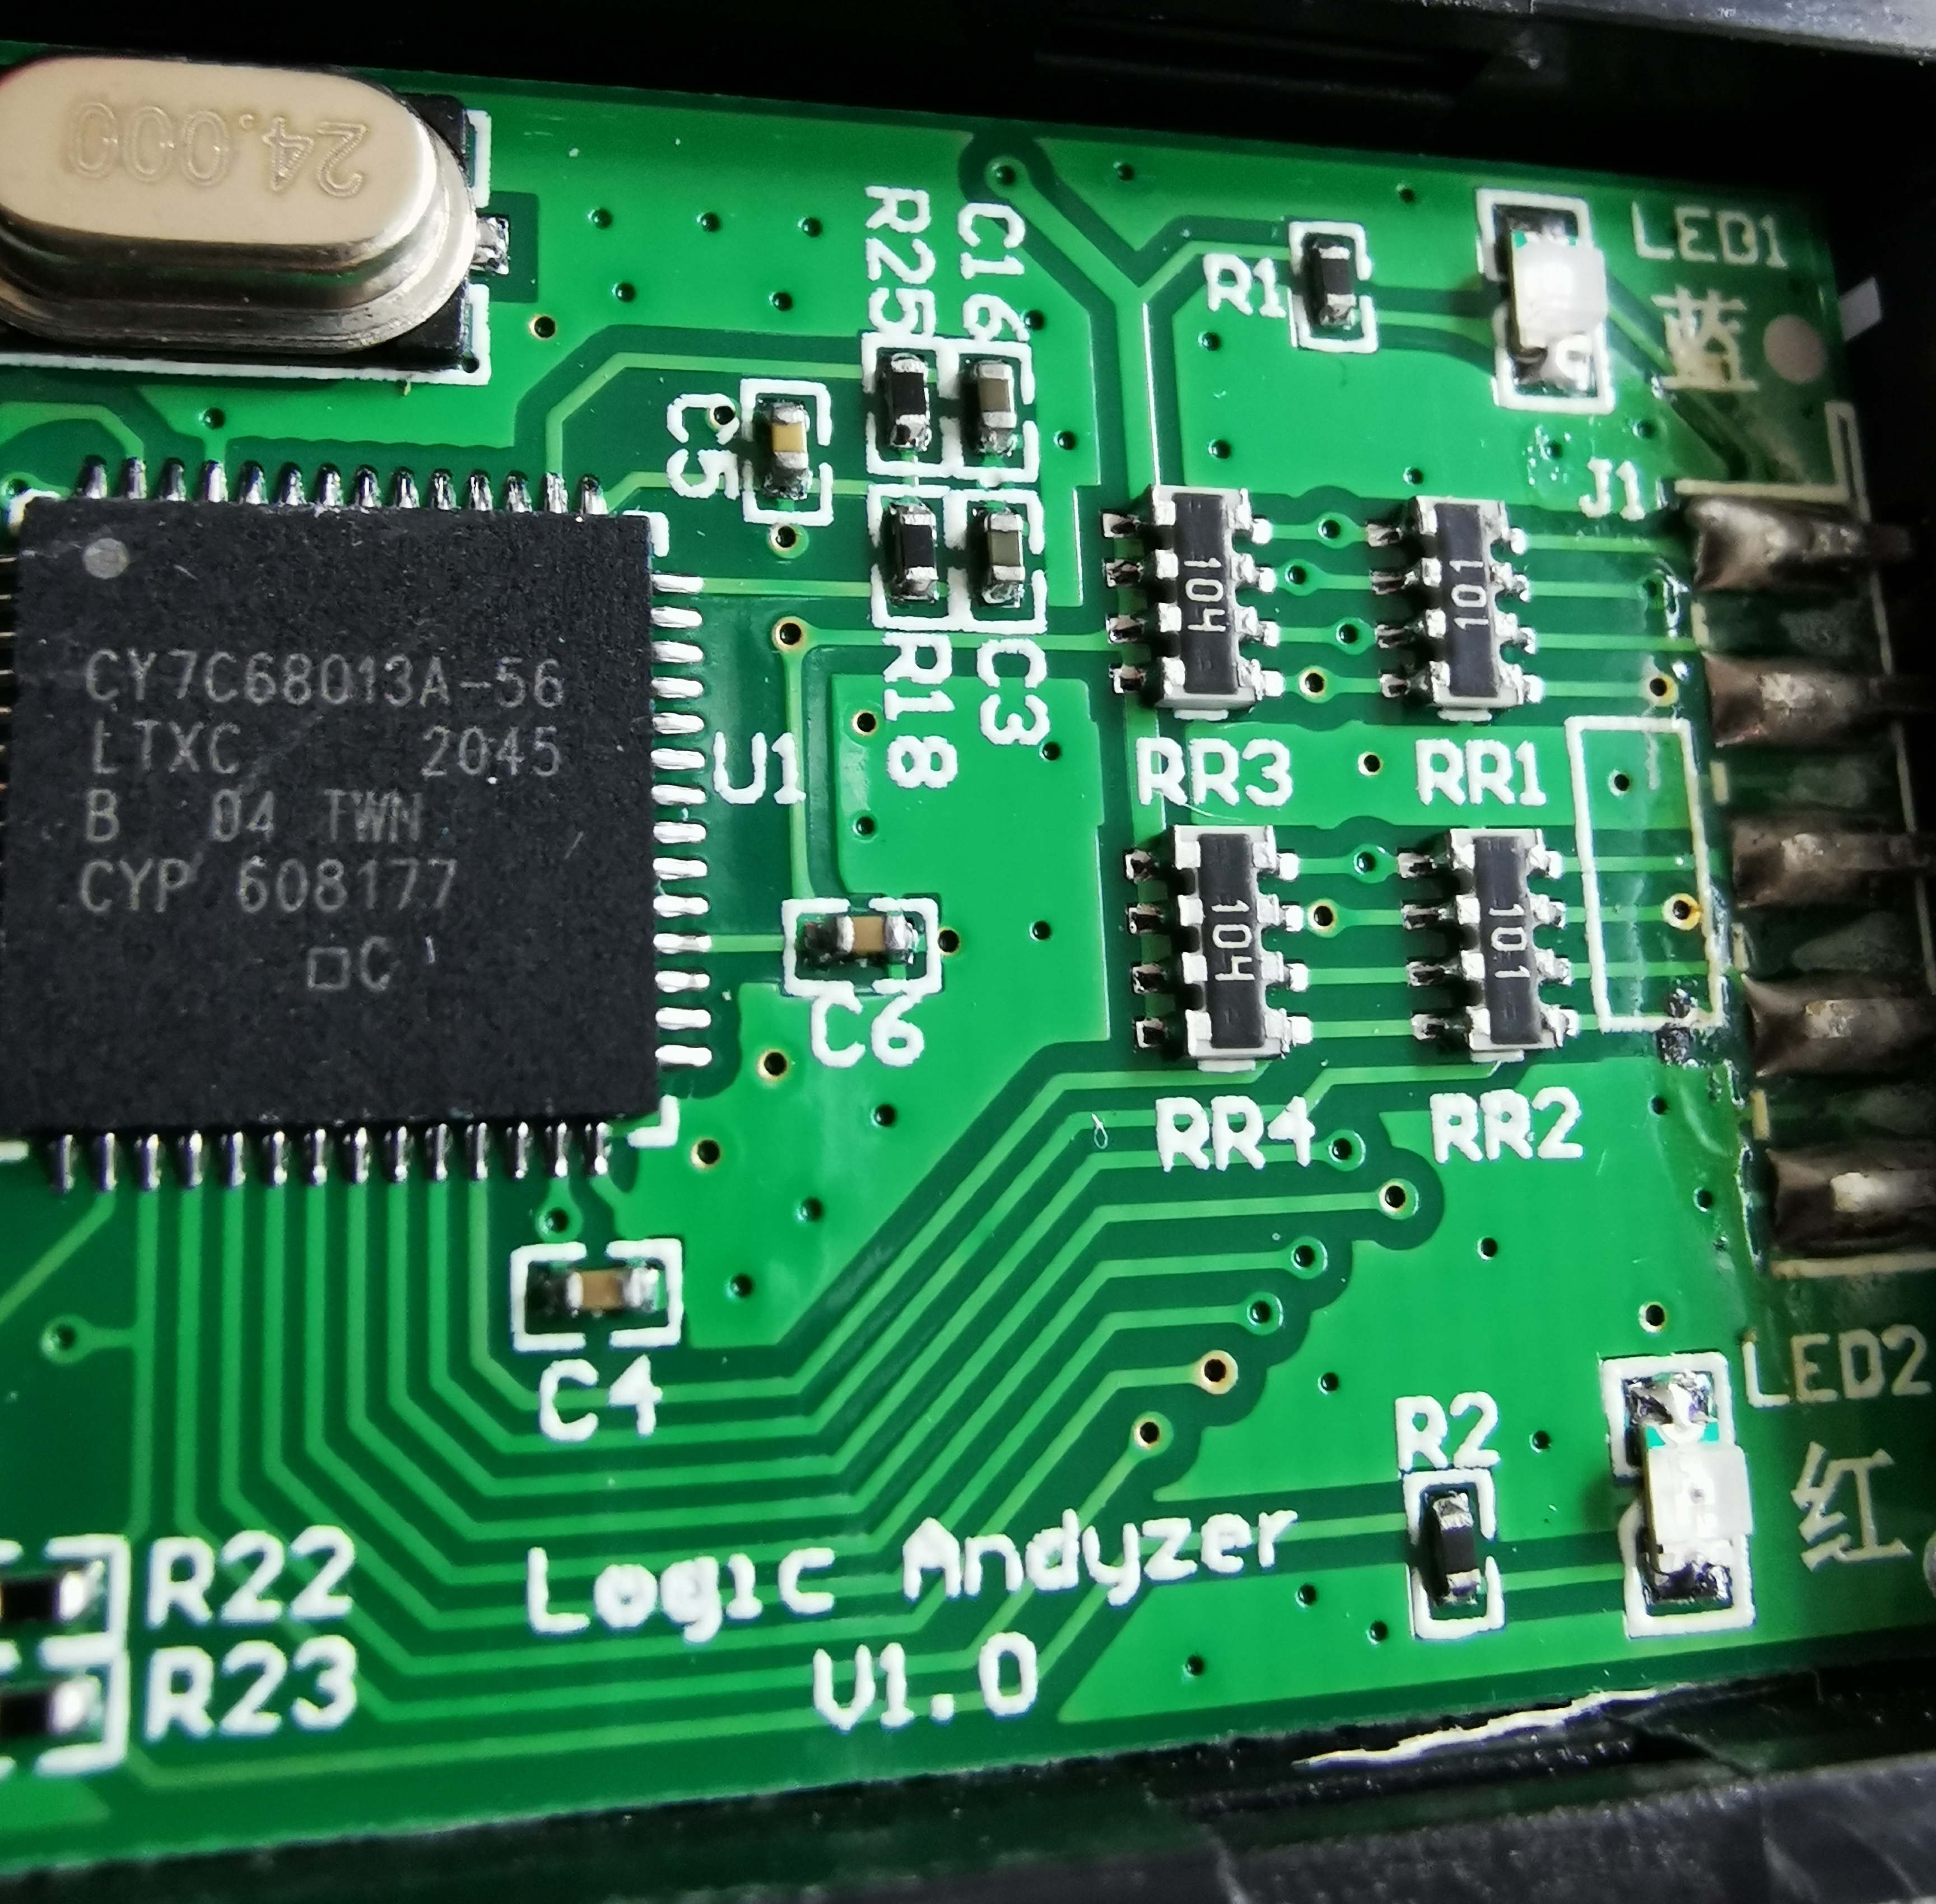 24.000
R25
C16
R1
LED1
蓝
C5
J1
104
101
CY7C68013A-56
LTXC 2045
B 04 TWN
CYP 608177
□C
U1
R18
C3
RR3
RR1
104
101
C6
RR4
RR2
C4
LED2
R2
红
Logic Andyzer
V1.0
R22
R23